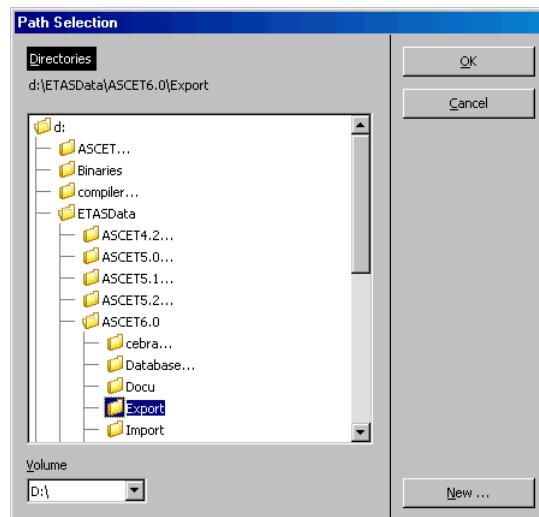 Path Selection
Directories
d:\ETASData\ASCET6.0\Export
OK
Cancel
d:
ASCET...
Binaries
compiler...
ETASData
ASCET4.2...
ASCET5.0...
ASCET5.1...
ASCET5.2...
ASCET6.0
cebra...
Database...
Docu
Export
Import
Volume
D:\
New ...